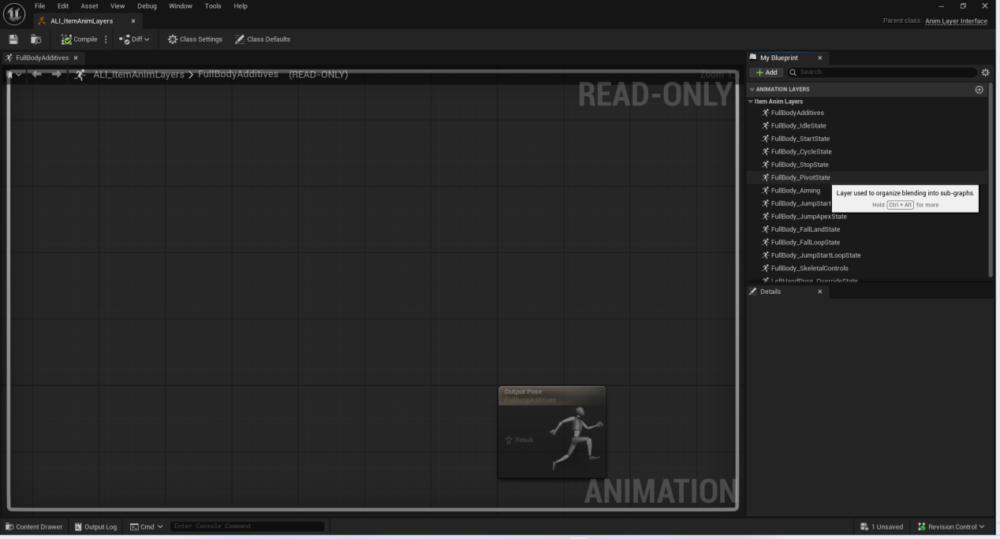 File Edit Asset View Debug Window Tools Help
ALI_ItemAnimLayers
Parent class: Anim Layer Interface
Compile Diff Class Settings Class Defaults
FullBodyAdditives
ALI_ItemAnimLayers > FullBodyAdditives (READ-ONLY)
READ-ONLY
My Blueprint
+ Add Search
ANIMATION LAYERS
Item Anim Layers
FullBodyAdditives
FullBody_IdleState
FullBody_StartState
FullBody_CycleState
FullBody_StopState
FullBody_PivotState
FullBody_Aiming
Layer used to organize blending into sub-graphs.
Hold Ctrl + Alt for more
FullBody_JumpStart
FullBody_JumpApexState
FullBody_FallLandState
FullBody_FallLoopState
FullBody_JumpStartLoopState
FullBody_SkeletalControls
LeftHandPose_OverrideState
Details
Output Pose
FullBodyAdditives
Result
ANIMATION
Content Drawer Output Log Cmd Enter Console Command 1 Unsaved Revision Control